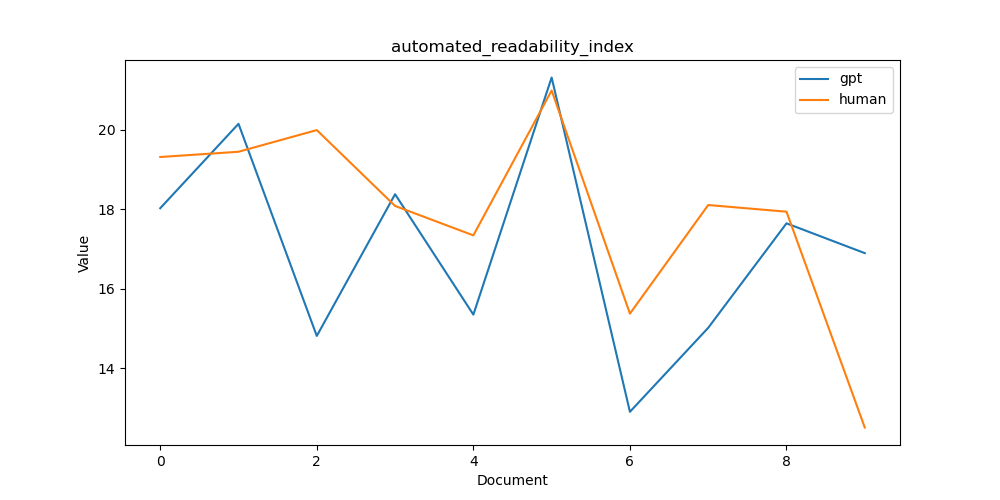 automated_readability_index
gpt
human
Value
20
18
16
14
0 2 4 6 8
Document